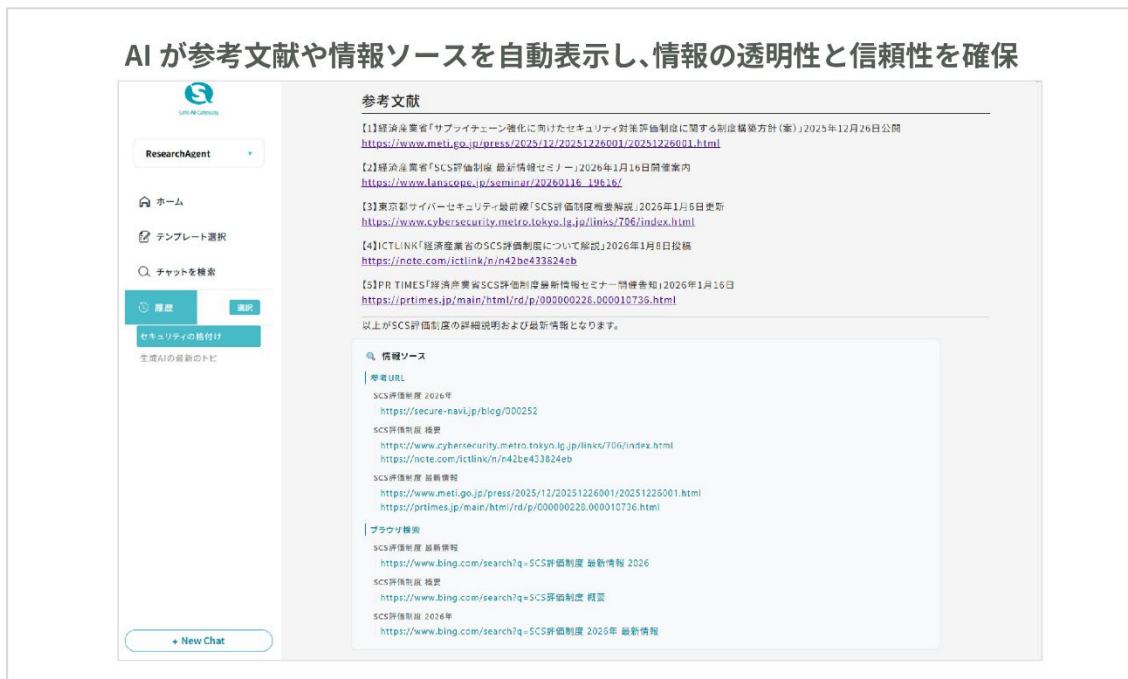 AI が参考文献や情報ソースを自動表示し、情報の透明性と信頼性を確保
Safe AI Gateway
ResearchAgent
ホーム
テンプレート選択
チャットを検索
履歴
選択
セキュリティの格付け
生成AIの最新のトピ
+ New Chat
参考文献
【1】経済産業省「サプライチェーン強化に向けたセキュリティ対策評価制度に関する制度構築方針(案)」2025年12月26日公開
https://www.meti.go.jp/press/2025/12/20251226001/20251226001.html
【2】経済産業省「SCS評価制度 最新情報セミナー」2026年1月16日開催案内
https://www.lanscope.jp/seminar/20260116_19616/
【3】東京都サイバーセキュリティ最前線「SCS評価制度概要解説」2026年1月6日更新
https://www.cybersecurity.metro.tokyo.lg.jp/links/706/index.html
【4】ICTLINK「経済産業省のSCS評価制度について解説」2026年1月8日投稿
https://note.com/ictlink/n/n42be433824eb
【5】PR TIMES「経済産業省SCS評価制度最新情報セミナー開催告知」2026年1月16日
https://prtimes.jp/main/html/rd/p/000000228.000010736.html
以上がSCS評価制度の詳細説明および最新情報となります。
情報ソース
参考URL
SCS評価制度 2026年
https://secure-navi.jp/blog/000252
SCS評価制度 概要
https://www.cybersecurity.metro.tokyo.lg.jp/links/706/index.html
https://note.com/ictlink/n/n42be433824eb
SCS評価制度 最新情報
https://www.meti.go.jp/press/2025/12/20251226001/20251226001.html
https://prtimes.jp/main/html/rd/p/000000228.000010736.html
ブラウザ検索
SCS評価制度 最新情報
https://www.bing.com/search?q=SCS評価制度 最新情報 2026
SCS評価制度 概要
https://www.bing.com/search?q=SCS評価制度 概要
SCS評価制度 2026年
https://www.bing.com/search?q=SCS評価制度 2026年 最新情報